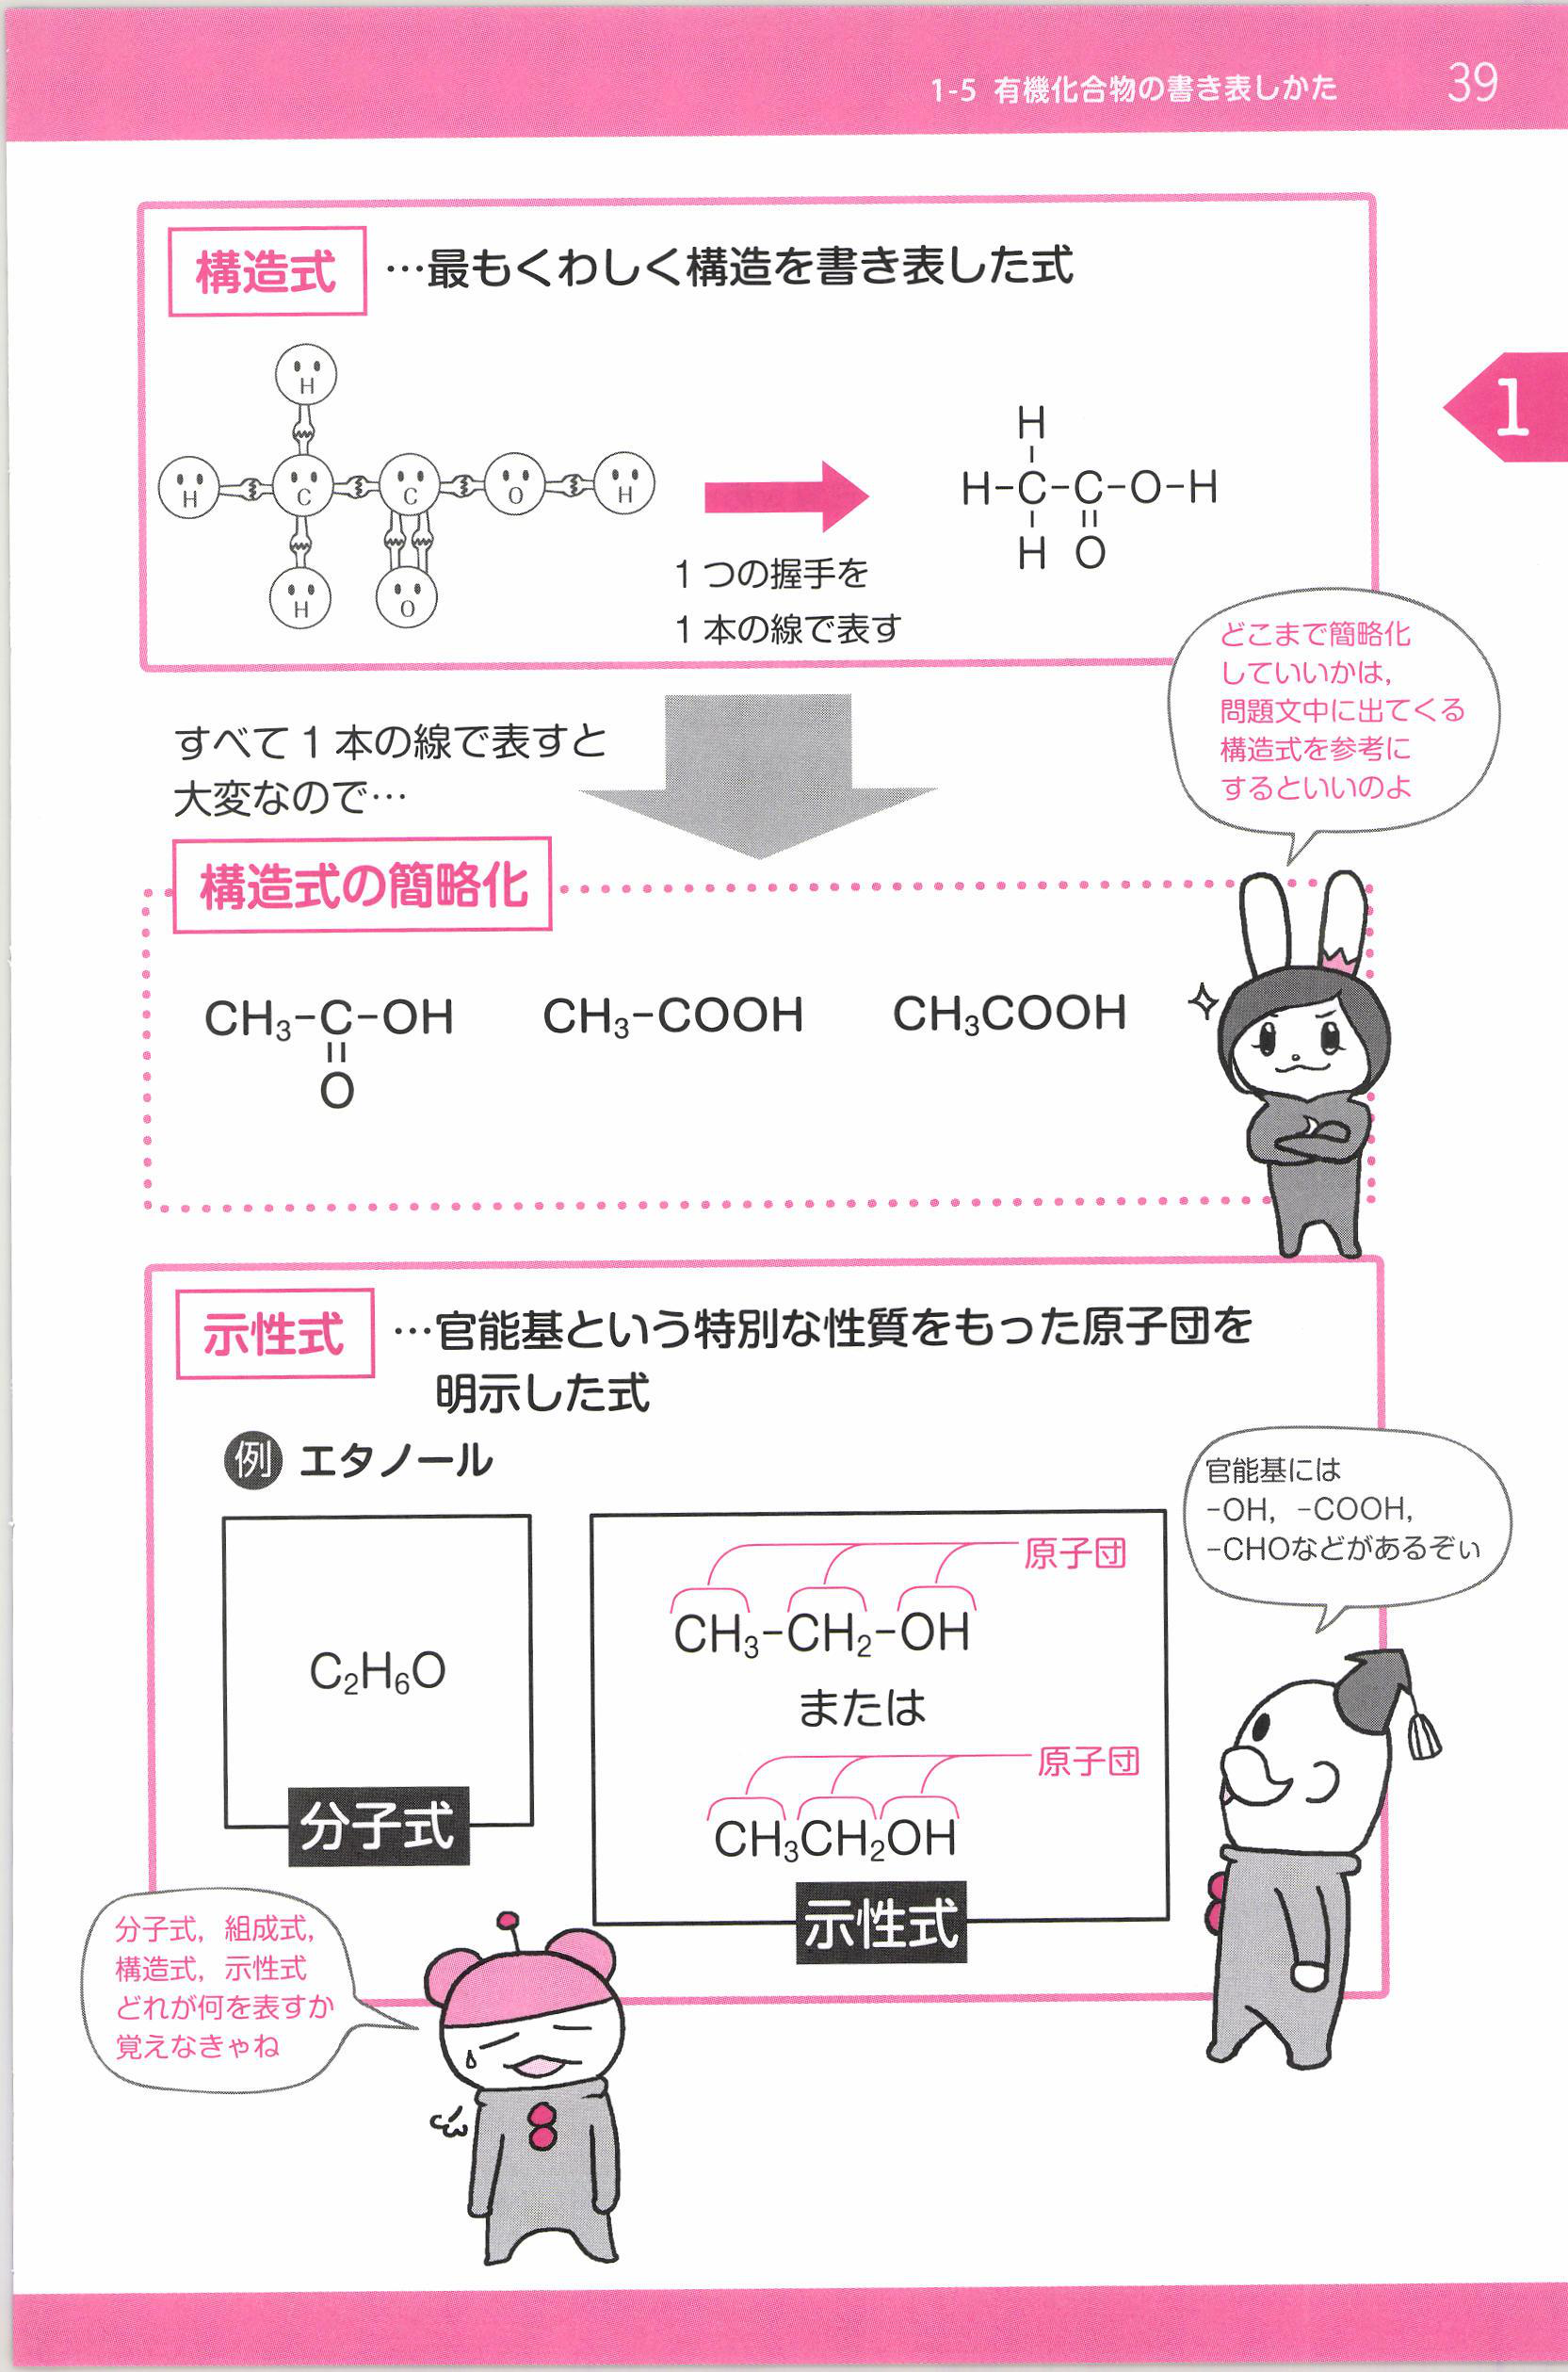 1-5 有機化合物の書き表しかた 39
構造式 …最もくわしく構造を書き表した式
1
H
H C C O H
H O
H
H-C-C-O-H
H O
1つの握手を
1本の線で表す
どこまで簡略化
していいかは,
問題文中に出てくる
構造式を参考に
するといいのよ
すべて1本の線で表すと
大変なので…
構造式の簡略化
CH₃-C-OH CH₃-COOH CH₃COOH
O
示性式 …官能基という特別な性質をもった原子団を
明示した式
例 エタノール
官能基には
-OH, -COOH,
-CHOなどがあるぞぃ
C₂H₆O
分子式
原子団
CH₃-CH₂-OH
または
原子団
CH₃CH₂OH
示性式
分子式, 組成式,
構造式, 示性式
どれが何を表すか
覚えなきゃね